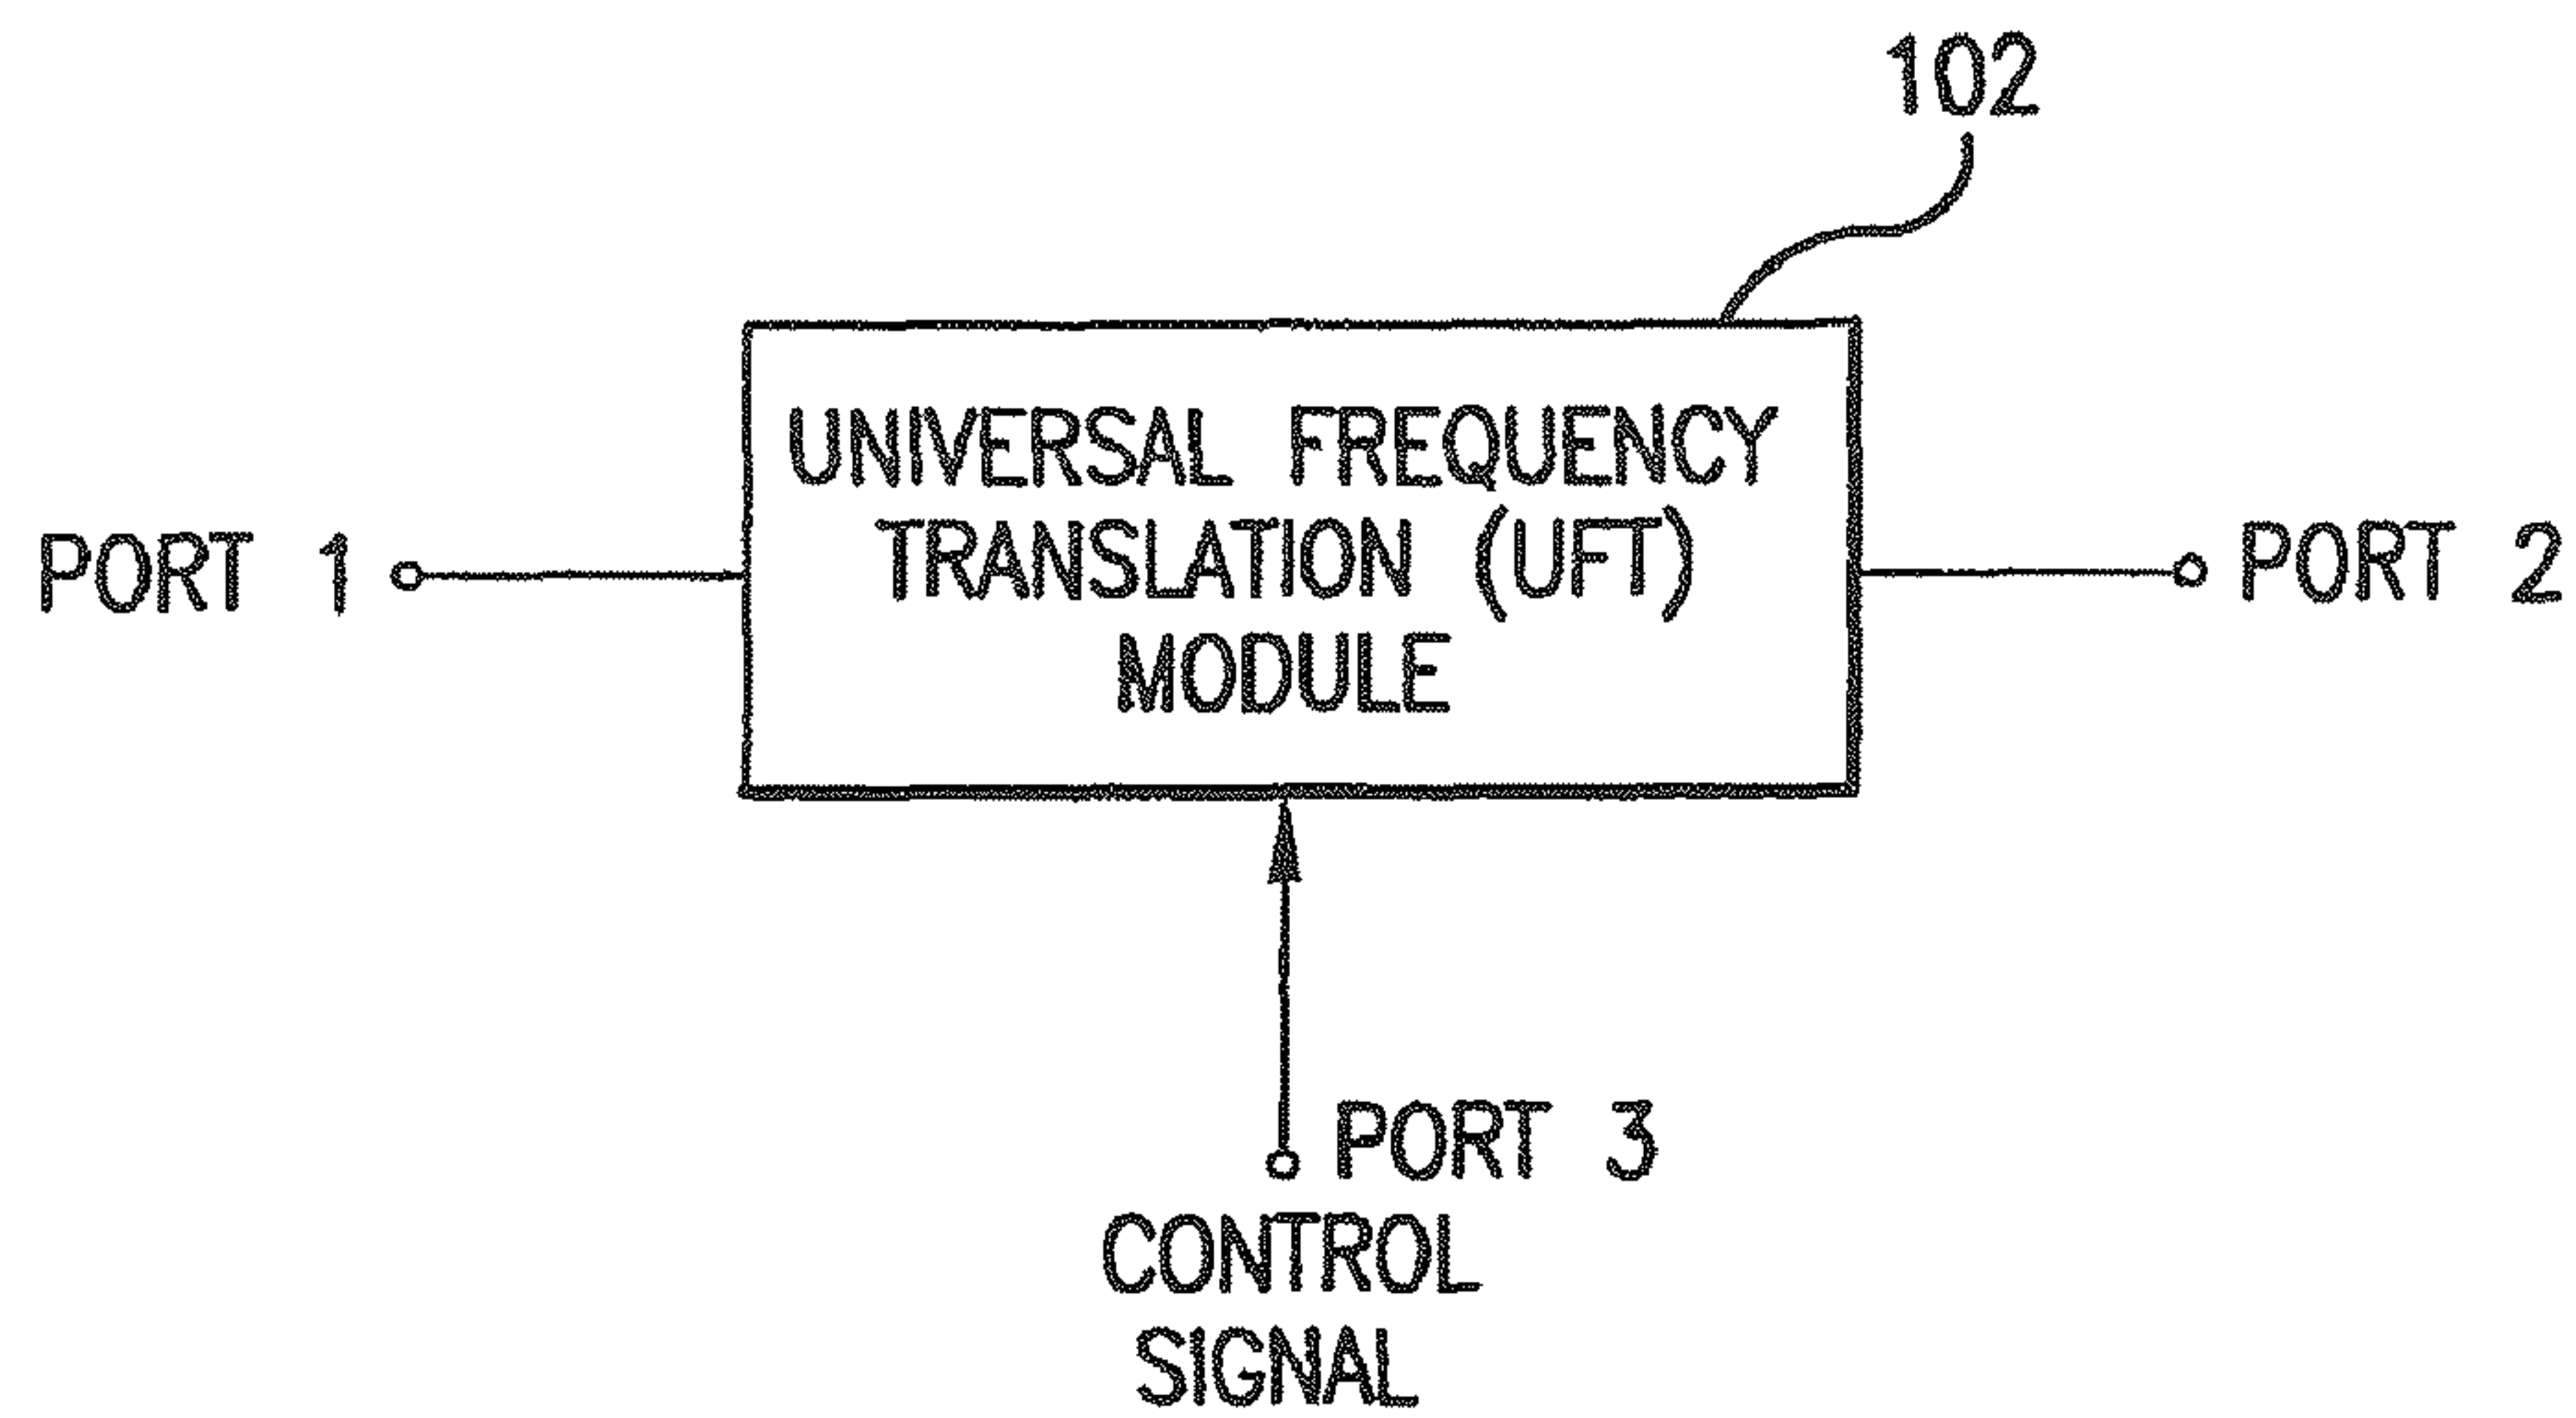 102
UNIVERSAL FREQUENCY
TRANSLATION (UFT)
MODULE
PORT 1
PORT 2
PORT 3
CONTROL
SIGNAL